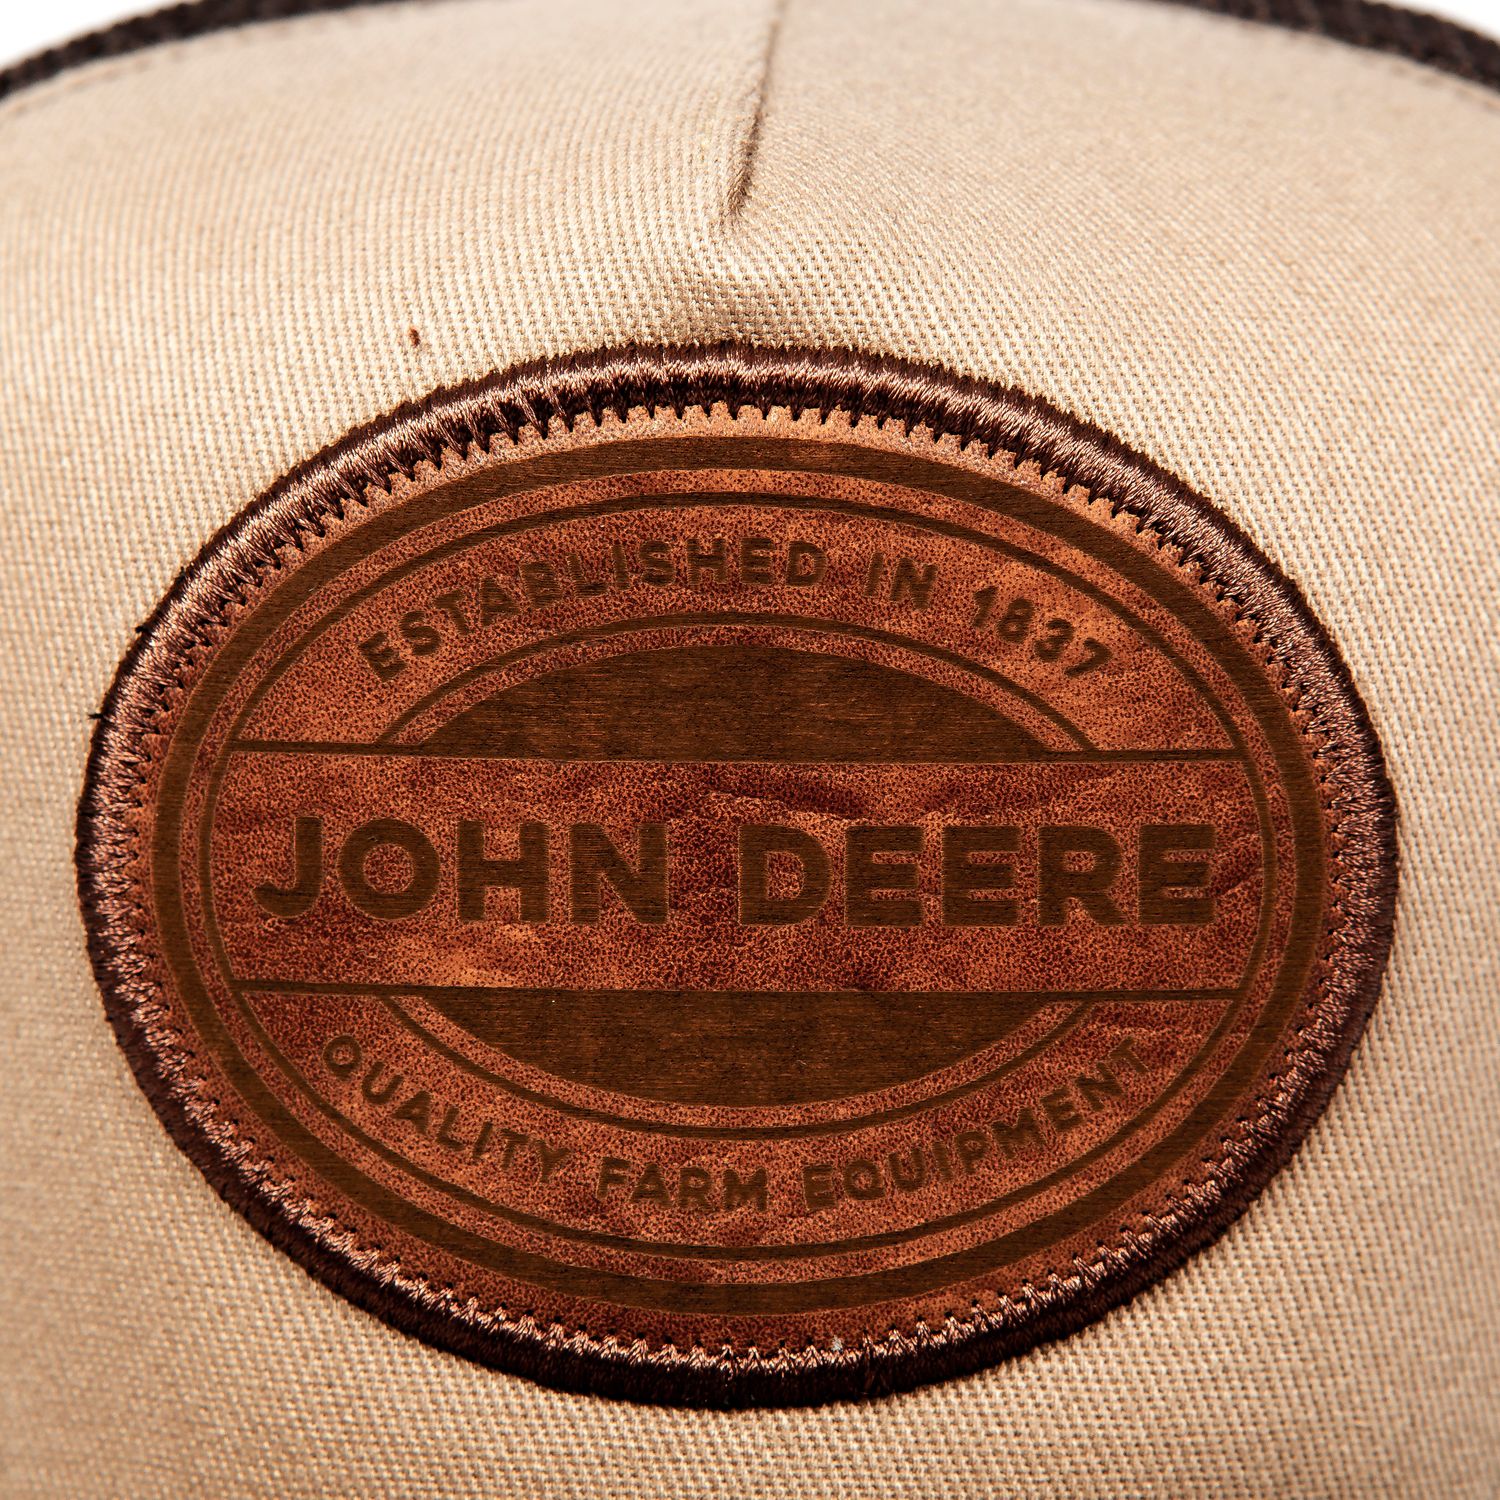 ESTABLISHED IN 1837
JOHN DEERE
QUALITY FARM EQUIPMENT